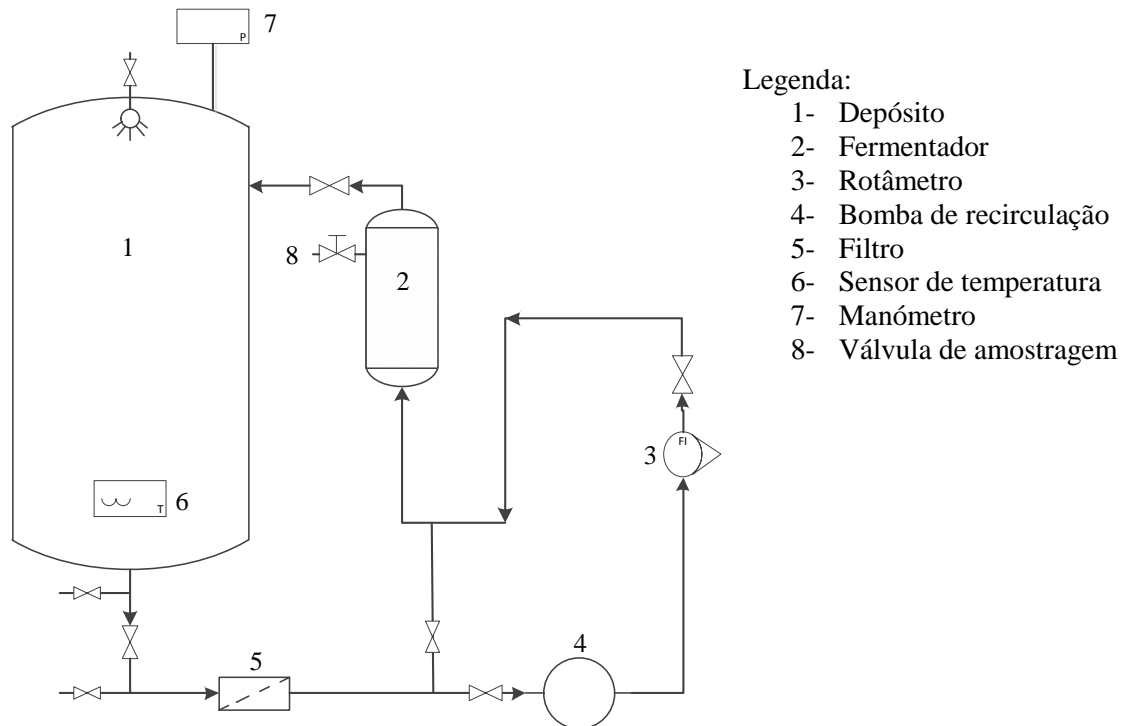 7
P
1
8
2
3
FI
6
T
5
4
Legenda:
1- Depósito
2- Fermentador
3- Rotâmetro
4- Bomba de recirculação
5- Filtro
6- Sensor de temperatura
7- Manómetro
8- Válvula de amostragem